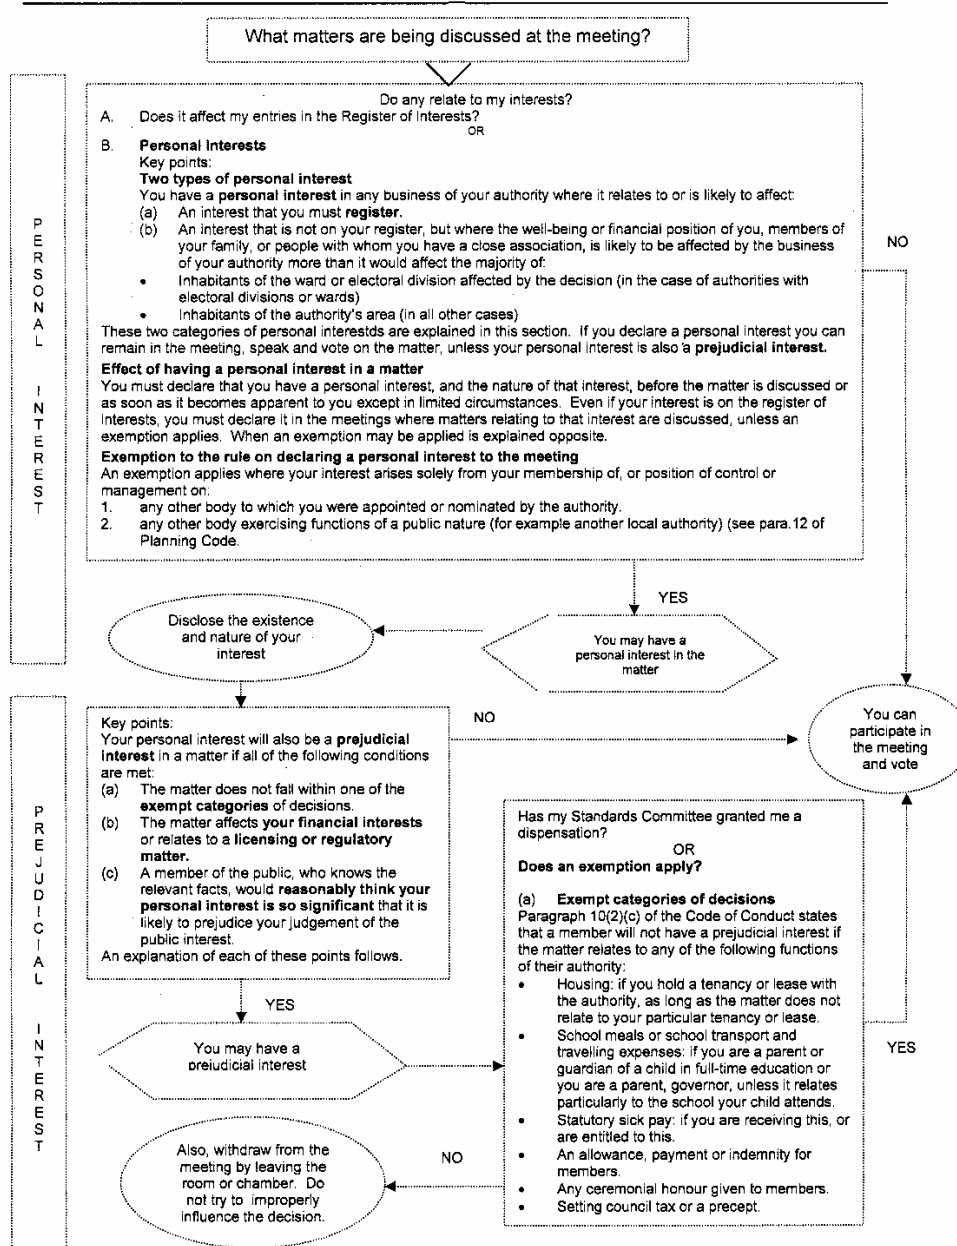 What matters are being discussed at the meeting?
PERSONAL INTEREST
Do any relate to my interests?
A. Does it affect my entries in the Register of Interests?
OR
B. Personal Interests
Key points:
Two types of personal interest
You have a personal interest in any business of your authority where it relates to or is likely to affect:
(a) An interest that you must register.
(b) An interest that is not on your register, but where the well-being or financial position of you, members of
your family, or people with whom you have a close association, is likely to be affected by the business
of your authority more than it would affect the majority of:
• Inhabitants of the ward or electoral division affected by the decision (in the case of authorities with
electoral divisions or wards)
• Inhabitants of the authority's area (in all other cases)
These two categories of personal interestds are explained in this section. If you declare a personal interest you can
remain in the meeting, speak and vote on the matter, unless your personal interest is also a prejudicial interest.
Effect of having a personal interest in a matter
You must declare that you have a personal interest, and the nature of that interest, before the matter is discussed or
as soon as it becomes apparent to you except in limited circumstances. Even if your interest is on the register of
interests, you must declare it in the meetings where matters relating to that interest are discussed, unless an
exemption applies. When an exemption may be applied is explained opposite.
Exemption to the rule on declaring a personal interest to the meeting
An exemption applies where your interest arises solely from your membership of, or position of control or
management on:
1. any other body to which you were appointed or nominated by the authority.
2. any other body exercising functions of a public nature (for example another local authority) (see para.12 of
Planning Code.
NO
YES
You may have a
personal interest in the
matter
Disclose the existence
and nature of your
interest
You can
participate in
the meeting
and vote
PREJUDICIAL INTEREST
Key points:
Your personal interest will also be a prejudicial
interest in a matter if all of the following conditions
are met:
(a) The matter does not fall within one of the
exempt categories of decisions.
(b) The matter affects your financial interests
or relates to a licensing or regulatory
matter.
(c) A member of the public, who knows the
relevant facts, would reasonably think your
personal interest is so significant that it is
likely to prejudice your judgement of the
public interest.
An explanation of each of these points follows.
NO
YES
You may have a
prejudicial interest
Has my Standards Committee granted me a
dispensation?
OR
Does an exemption apply?
(a) Exempt categories of decisions
Paragraph 10(2)(c) of the Code of Conduct states
that a member will not have a prejudicial interest if
the matter relates to any of the following functions
of their authority:
• Housing: if you hold a tenancy or lease with
the authority, as long as the matter does not
relate to your particular tenancy or lease.
• School meals or school transport and
travelling expenses: if you are a parent or
guardian of a child in full-time education or
you are a parent, governor, unless it relates
particularly to the school your child attends.
• Statutory sick pay: if you are receiving this, or
are entitled to this.
• An allowance, payment or indemnity for
members.
• Any ceremonial honour given to members.
• Setting council tax or a precept.
YES
NO
Also, withdraw from the
meeting by leaving the
room or chamber. Do
not try to improperly
influence the decision.